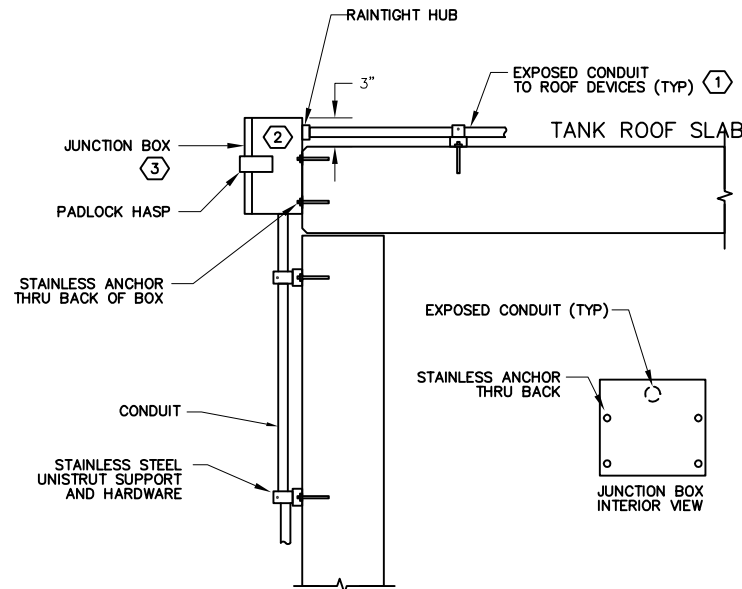 RAINTIGHT HUB
3"
EXPOSED CONDUIT
TO ROOF DEVICES (TYP)
1
TANK ROOF SLAB
2
JUNCTION BOX
3
PADLOCK HASP
STAINLESS ANCHOR
THRU BACK OF BOX
EXPOSED CONDUIT (TYP)
STAINLESS ANCHOR
THRU BACK
CONDUIT
STAINLESS STEEL
UNISTRUT SUPPORT
AND HARDWARE
JUNCTION BOX
INTERIOR VIEW